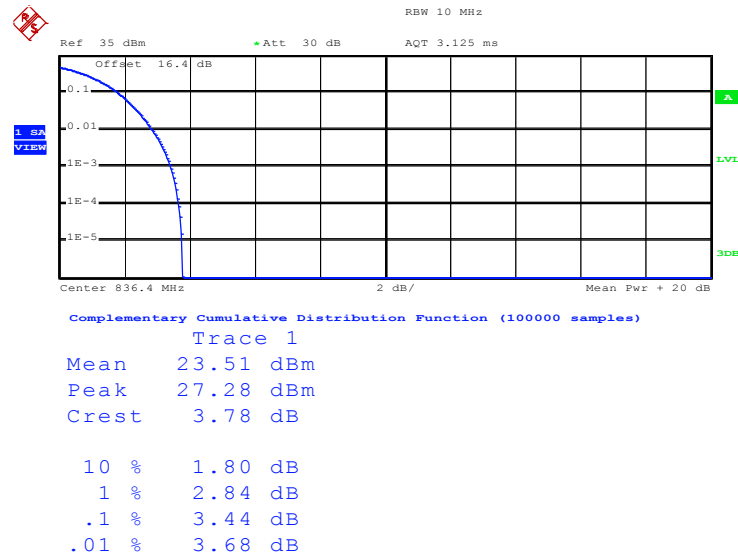 RBW 10 MHz
Ref 35 dBm * Att 30 dB AQT 3.125 ms
Offset 16.4 dB
0.1
A
0.01
1 SA
VIEW
1E-3
LVL
1E-4
1E-5
3DB
Center 836.4 MHz 2 dB/ Mean Pwr + 20 dB
Complementary Cumulative Distribution Function (100000 samples)
Trace 1
Mean 23.51 dBm
Peak 27.28 dBm
Crest 3.78 dB
10 % 1.80 dB
1 % 2.84 dB
.1 % 3.44 dB
.01 % 3.68 dB